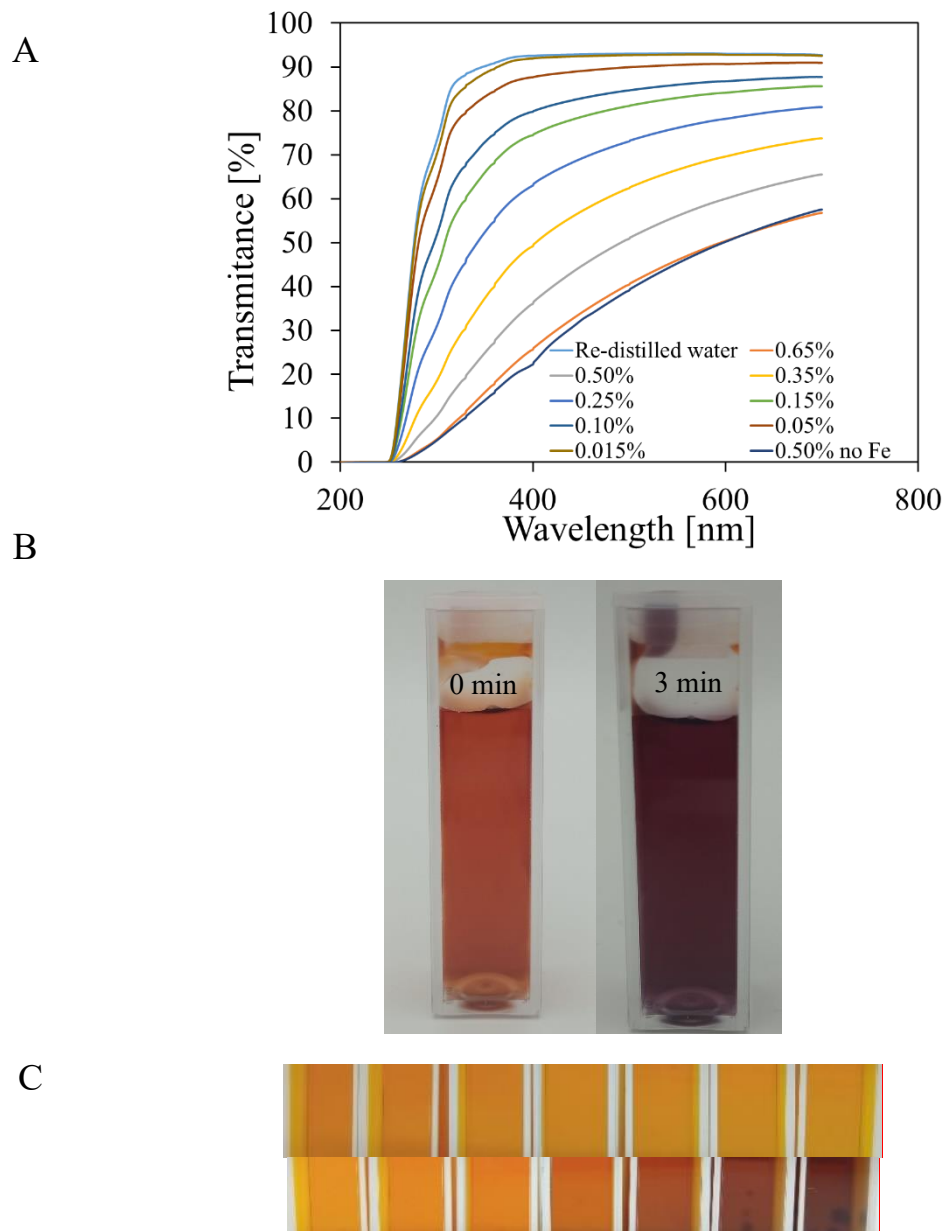 A
100
90
80
70
60
50
40
30
20
10
0
Transmitance [%]
Re-distilled water 0.65%
0.50% 0.35%
0.25% 0.15%
0.10% 0.05%
0.015% 0.50% no Fe
200 400 600 800
Wavelength [nm]
B
0 min 3 min
C